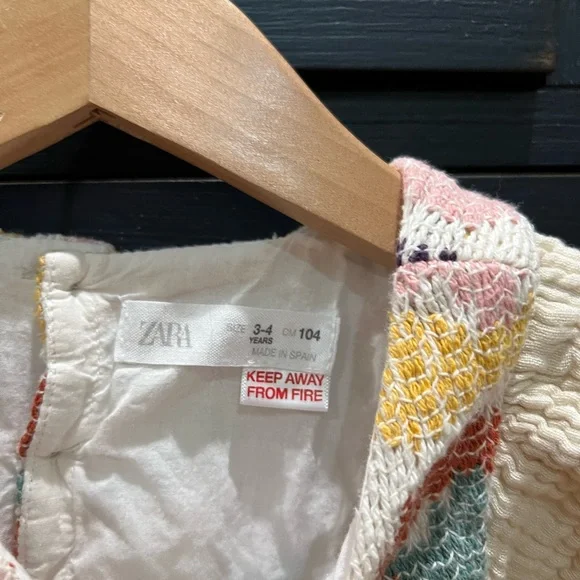 ZARA
SIZE 3-4 CM 104
YEARS
MADE IN SPAIN
KEEP AWAY
FROM FIRE